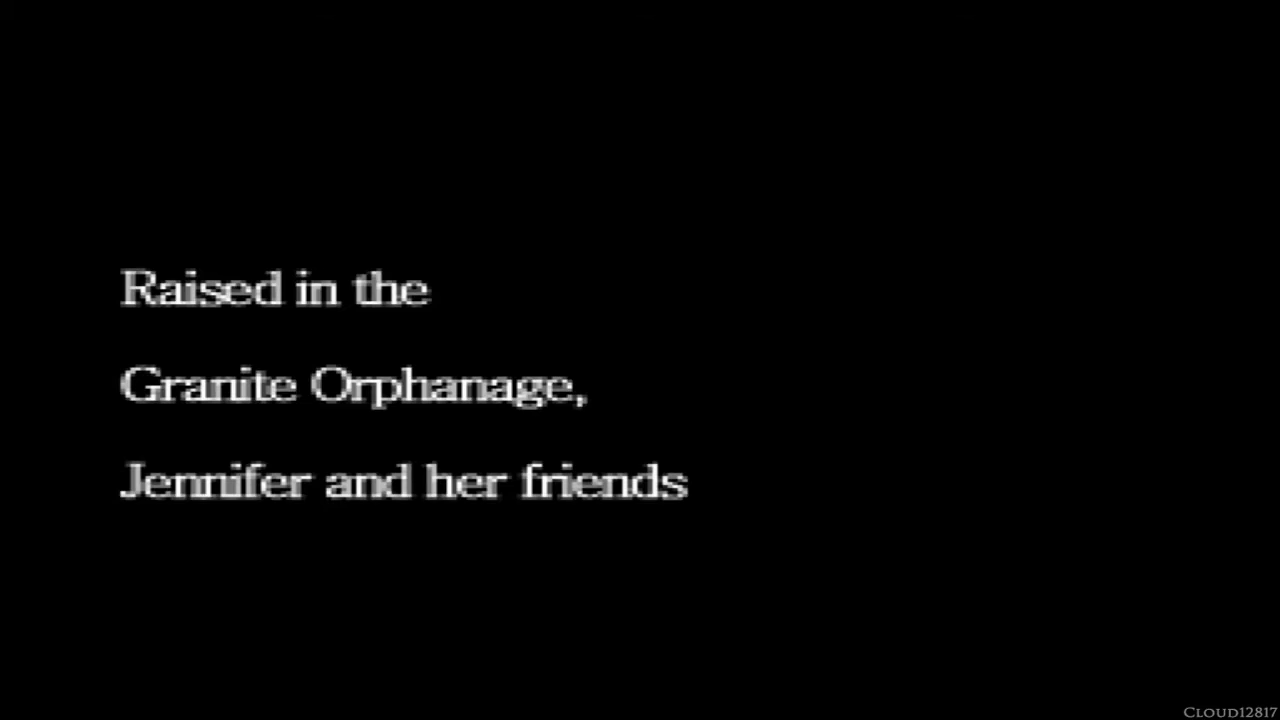 Raised in the
Granite Orphanage,
Jennifer and her friends
Cloud12817